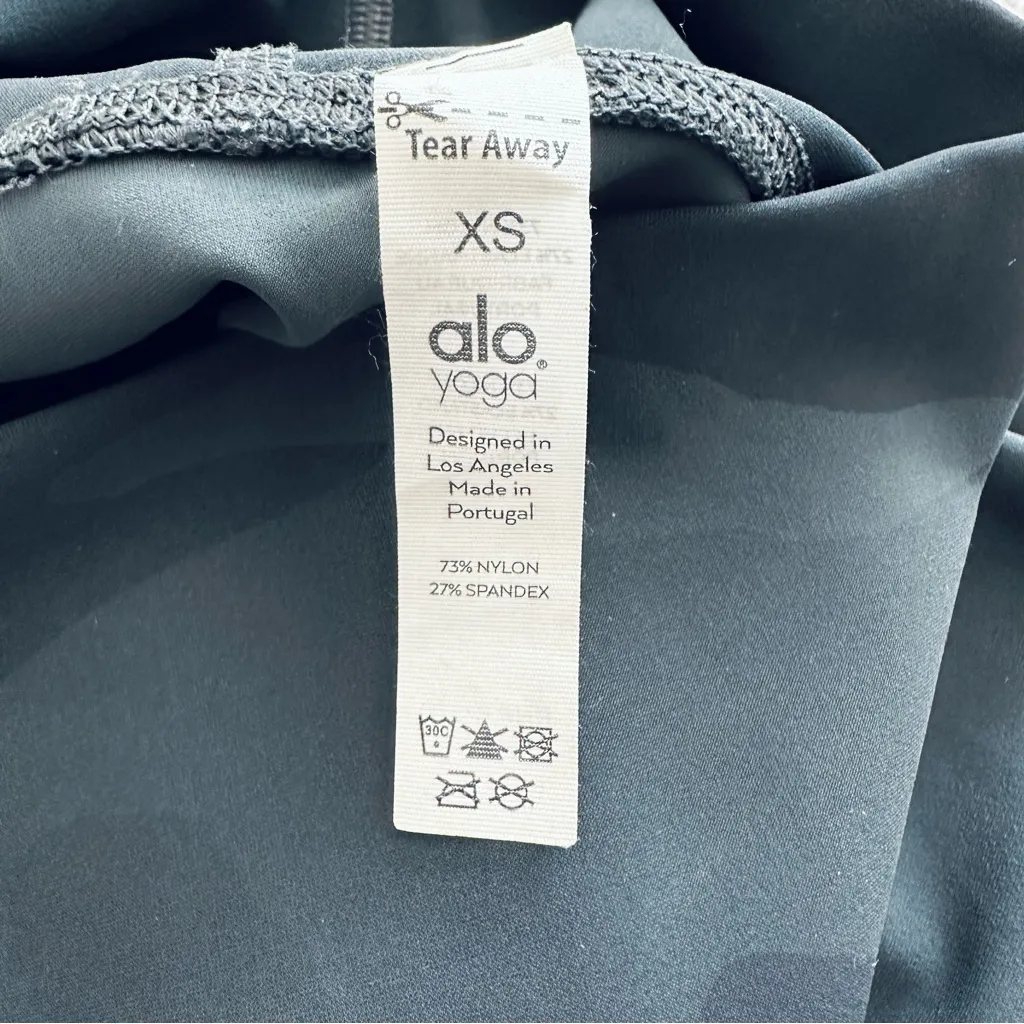 Tear Away
XS
alo
yoga®
Designed in
Los Angeles
Made in
Portugal
73% NYLON
27% SPANDEX
30C